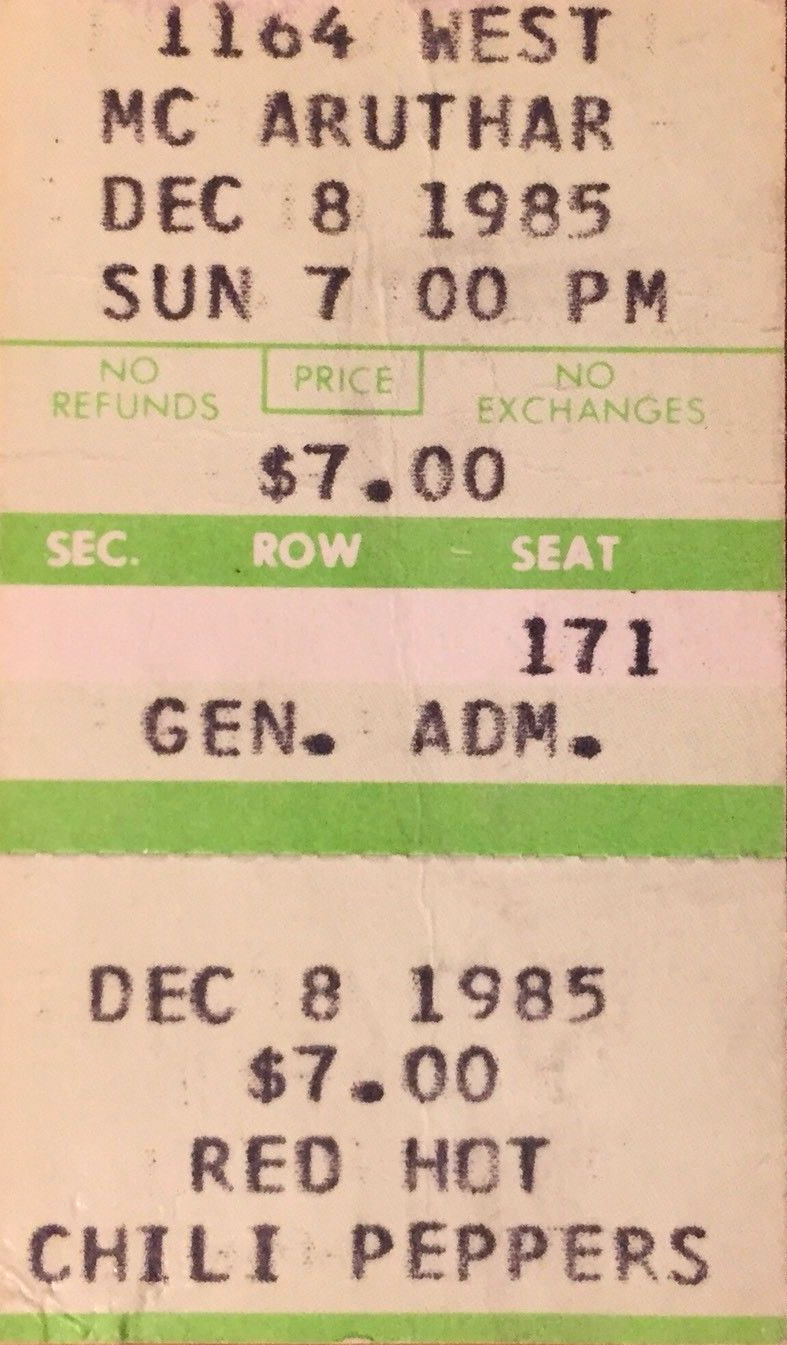 1164 WEST
MC ARUTHAR
DEC 8 1985
SUN 7 00 PM
NO REFUNDS
PRICE
NO EXCHANGES
$7.00
SEC. ROW SEAT
171
GEN. ADM.
DEC 8 1985
$7.00
RED HOT
CHILI PEPPERS